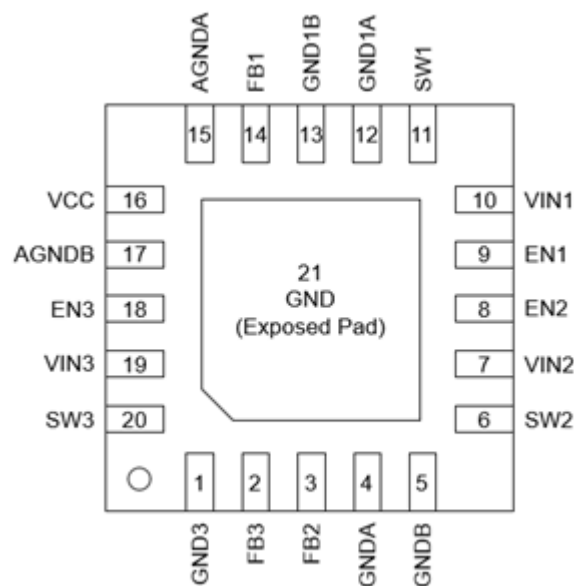 AGNDA FB1 GND1B GND1A SW1
15 14 13 12 11
VCC 16 10 VIN1
AGNDB 17 9 EN1
21
GND
(Exposed Pad)
EN3 18 8 EN2
VIN3 19 7 VIN2
SW3 20 6 SW2
1 2 3 4 5
GND3 FB3 FB2 GNDA GNDB